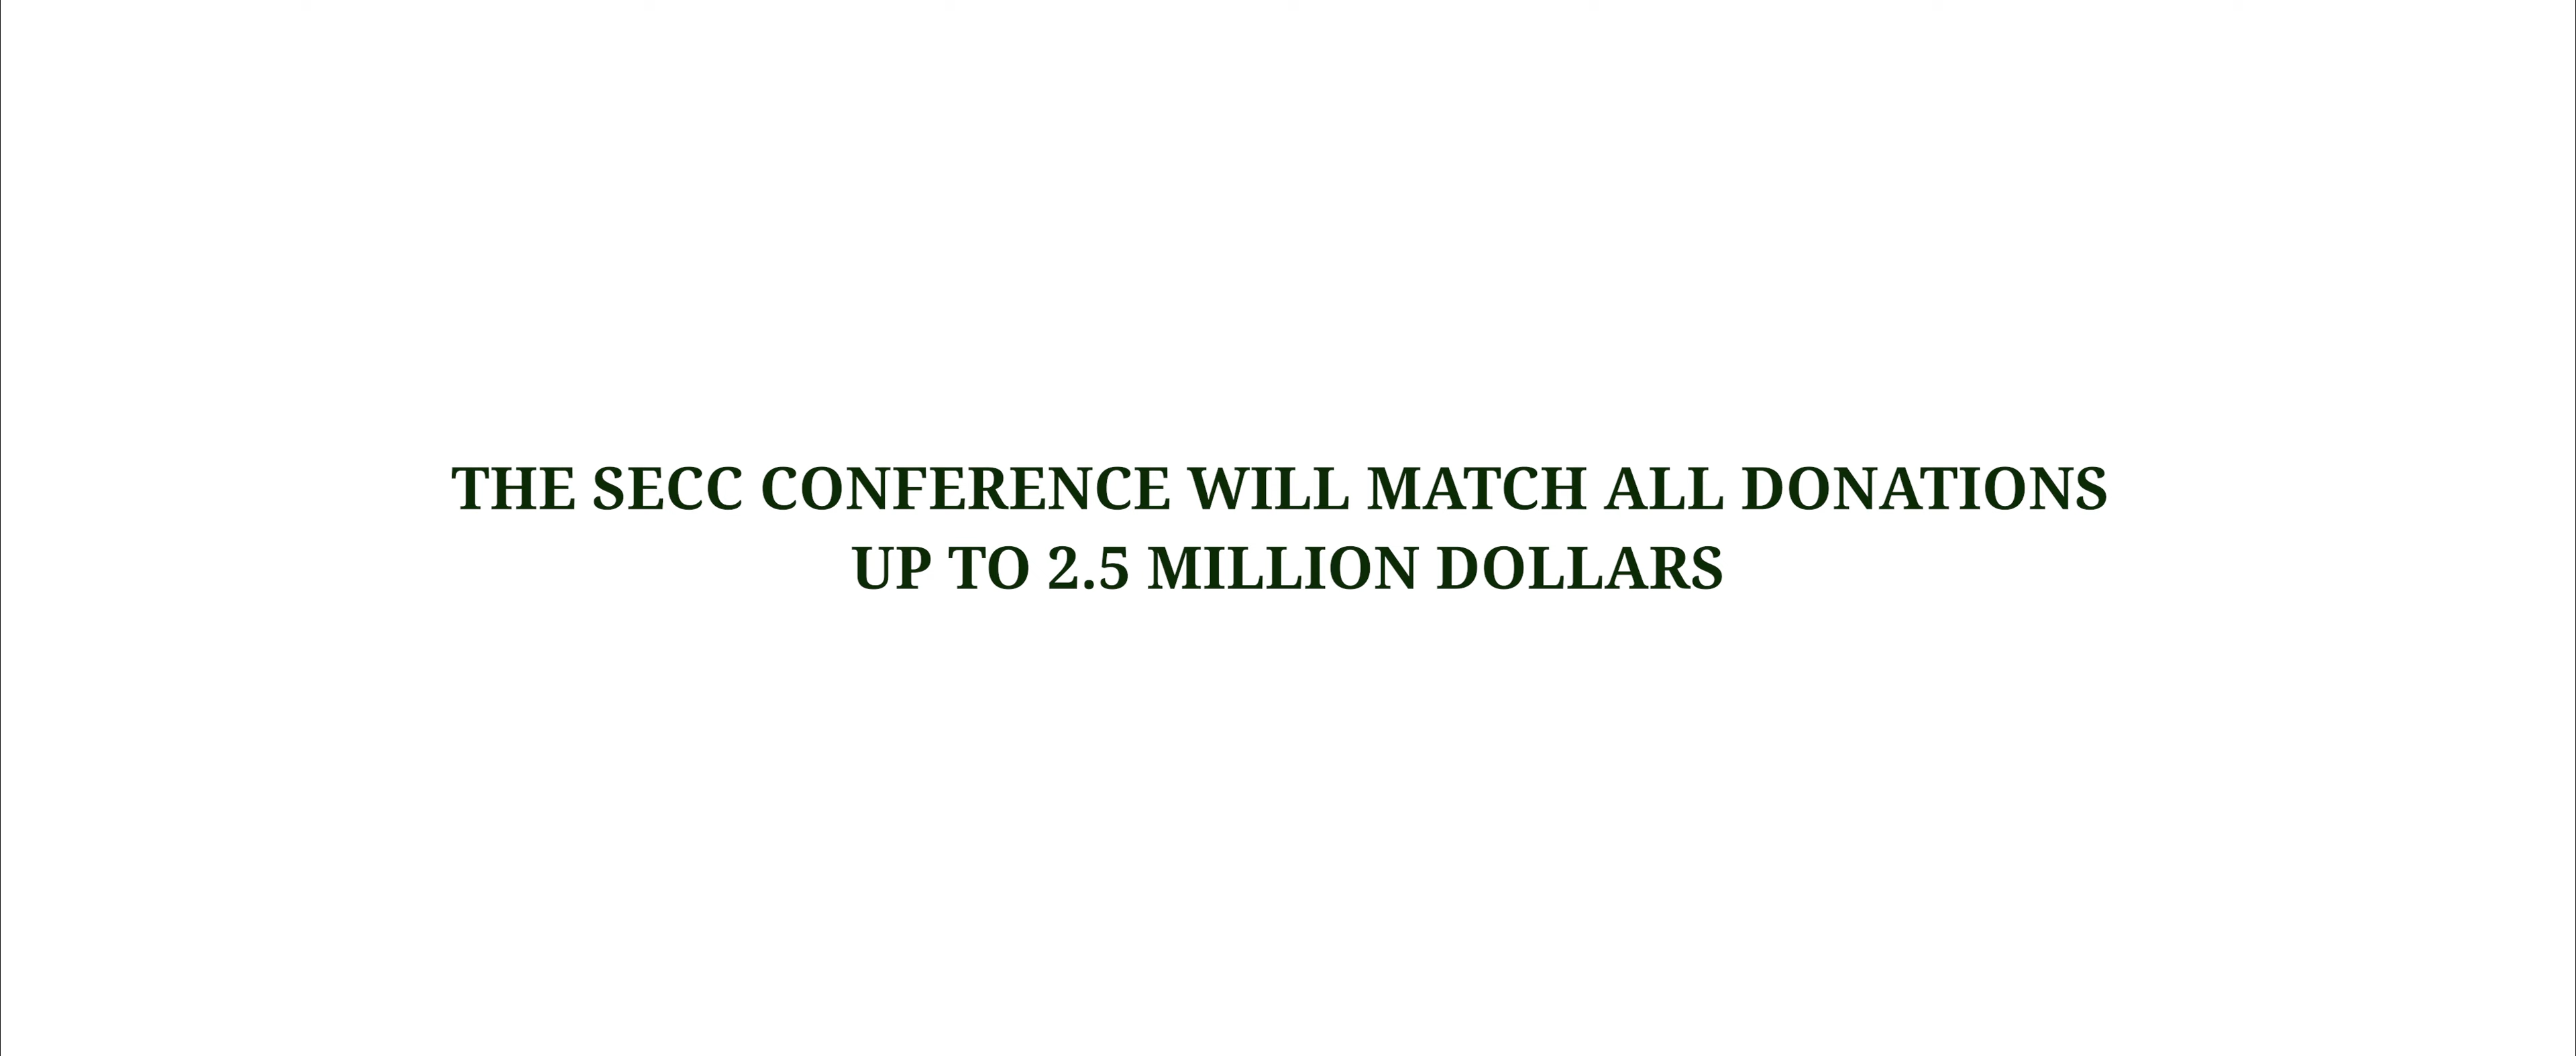 THE SECC CONFERENCE WILL MATCH ALL DONATIONS
UP TO 2.5 MILLION DOLLARS